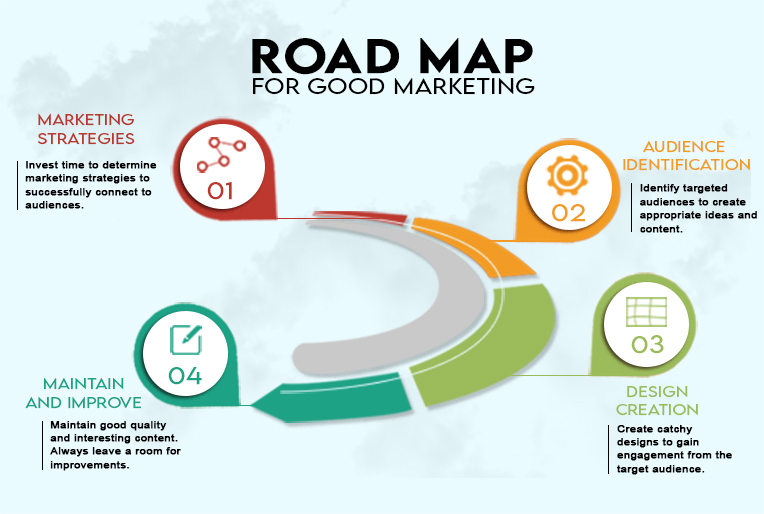 ROAD MAP
FOR GOOD MARKETING
MARKETING
STRATEGIES
Invest time to determine
marketing strategies to
successfully connect to
audiences.
01
AUDIENCE
IDENTIFICATION
Identify targeted
audiences to create
appropriate ideas and
content.
02
03
DESIGN
CREATION
Create catchy
designs to gain
engagement from the
target audience.
04
MAINTAIN
AND IMPROVE
Maintain good quality
and interesting content.
Always leave a room for
improvements.